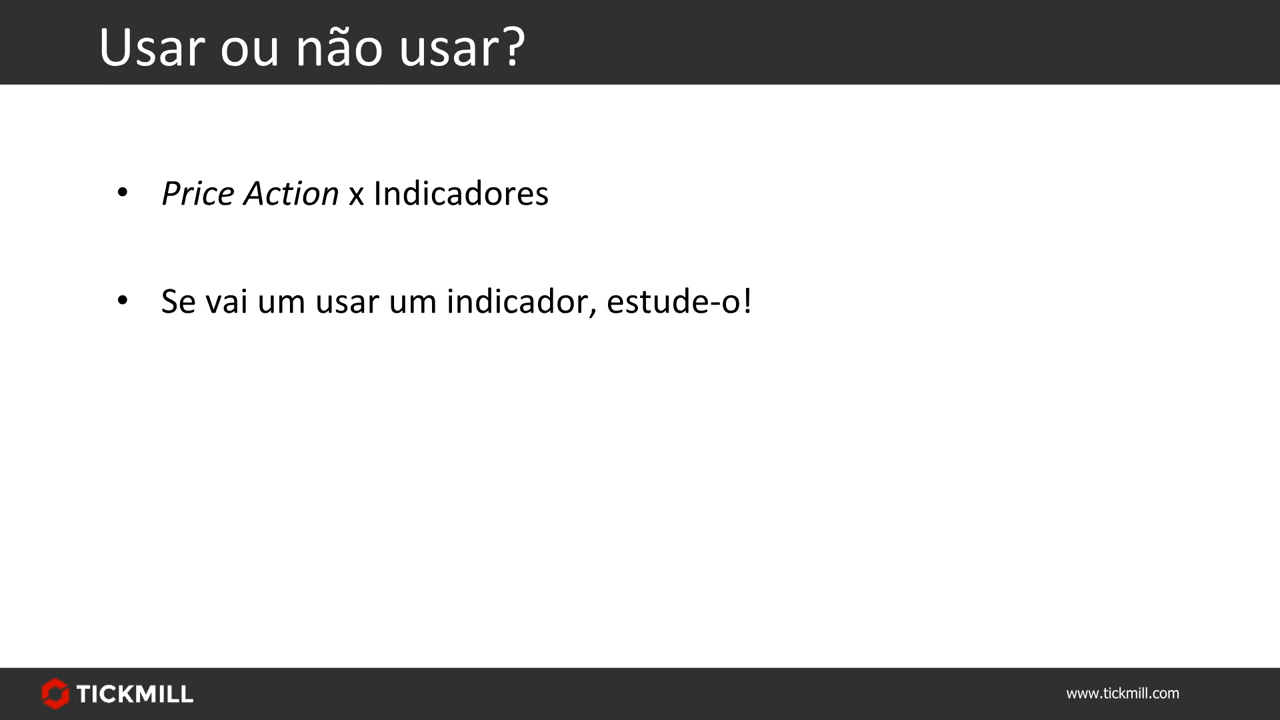 Usar ou não usar?
• Price Action x Indicadores
• Se vai um usar um indicador, estude-o!
TICKMILL
www.tickmill.com